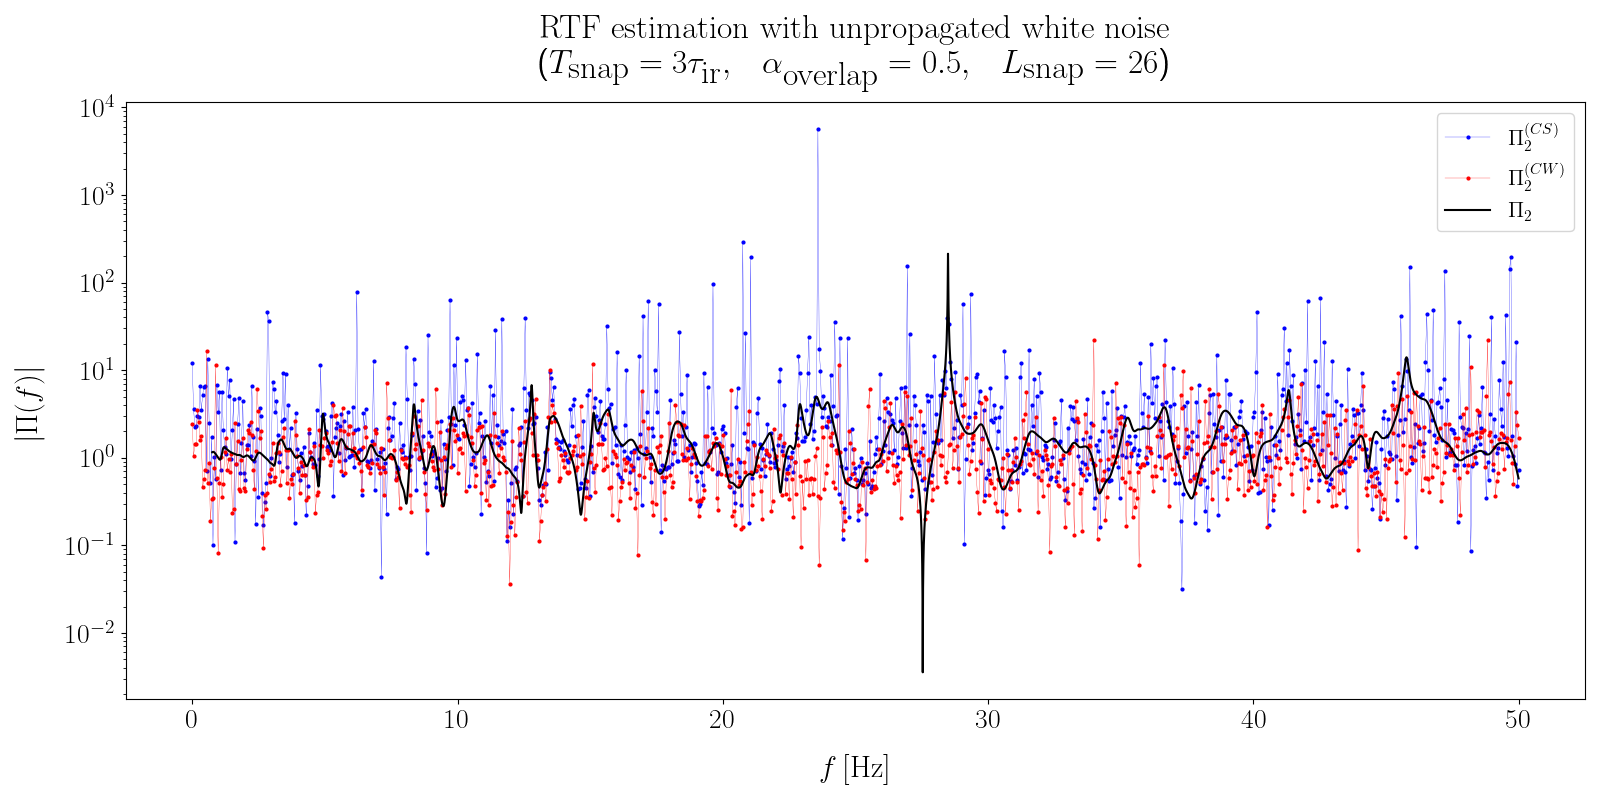 RTF estimation with unpropagated white noise
(T_snap = 3τ_ir, α_overlap = 0.5, L_snap = 26)
10^4
10^3
10^2
10^1
10^0
10^−1
10^−2
|Π(f)|
Π_2^(CS)
Π_2^(CW)
Π_2
0 10 20 30 40 50
f [Hz]